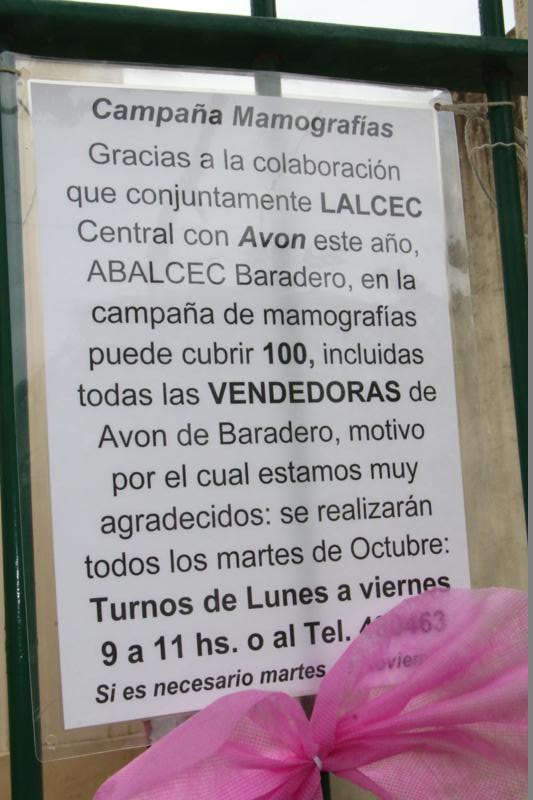 Campaña Mamografías
Gracias a la colaboración
que conjuntamente LALCEC
Central con Avon este año,
ABALCEC Baradero, en la
campaña de mamografías
puede cubrir 100, incluidas
todas las VENDEDORAS de
Avon de Baradero, motivo
por el cual estamos muy
agradecidos: se realizarán
todos los martes de Octubre:
Turnos de Lunes a viernes
9 a 11 hs. o al Tel.
Si es necesario martes